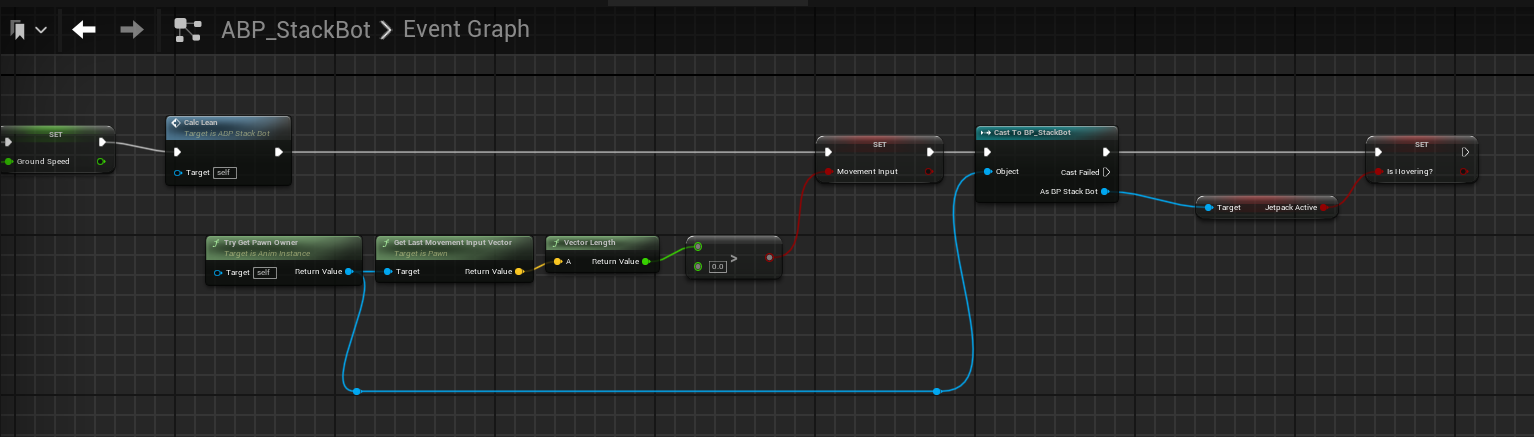 ABP_StackBot > Event Graph
SET
Ground Speed
Calc Lean
Target is ABP Stack Bot
Target self
SET
Movement Input
Cast To BP_StackBot
Object
Cast Failed
As BP Stack Bot
SET
Is Hovering?
Target Jetpack Active
Try Get Pawn Owner
Target is Anim Instance
Target self Return Value
Get Last Movement Input Vector
Target is Pawn
Target Return Value
Vector Length
A Return Value
0.0 >